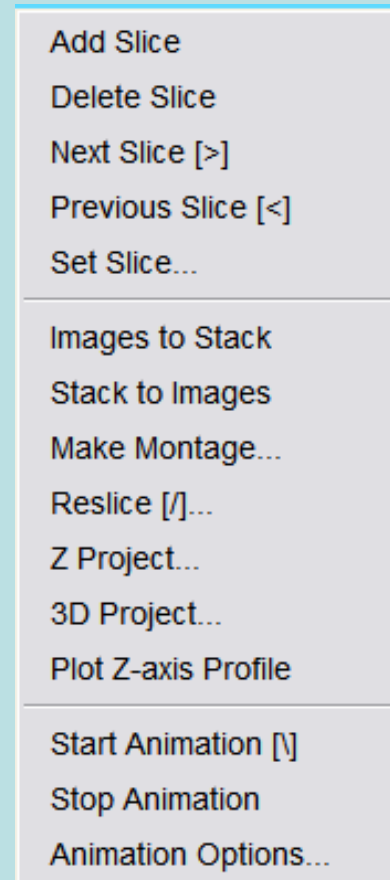 Add Slice
Delete Slice
Next Slice [>]
Previous Slice [<]
Set Slice...
Images to Stack
Stack to Images
Make Montage...
Reslice [/]...
Z Project...
3D Project...
Plot Z-axis Profile
Start Animation [\]
Stop Animation
Animation Options...